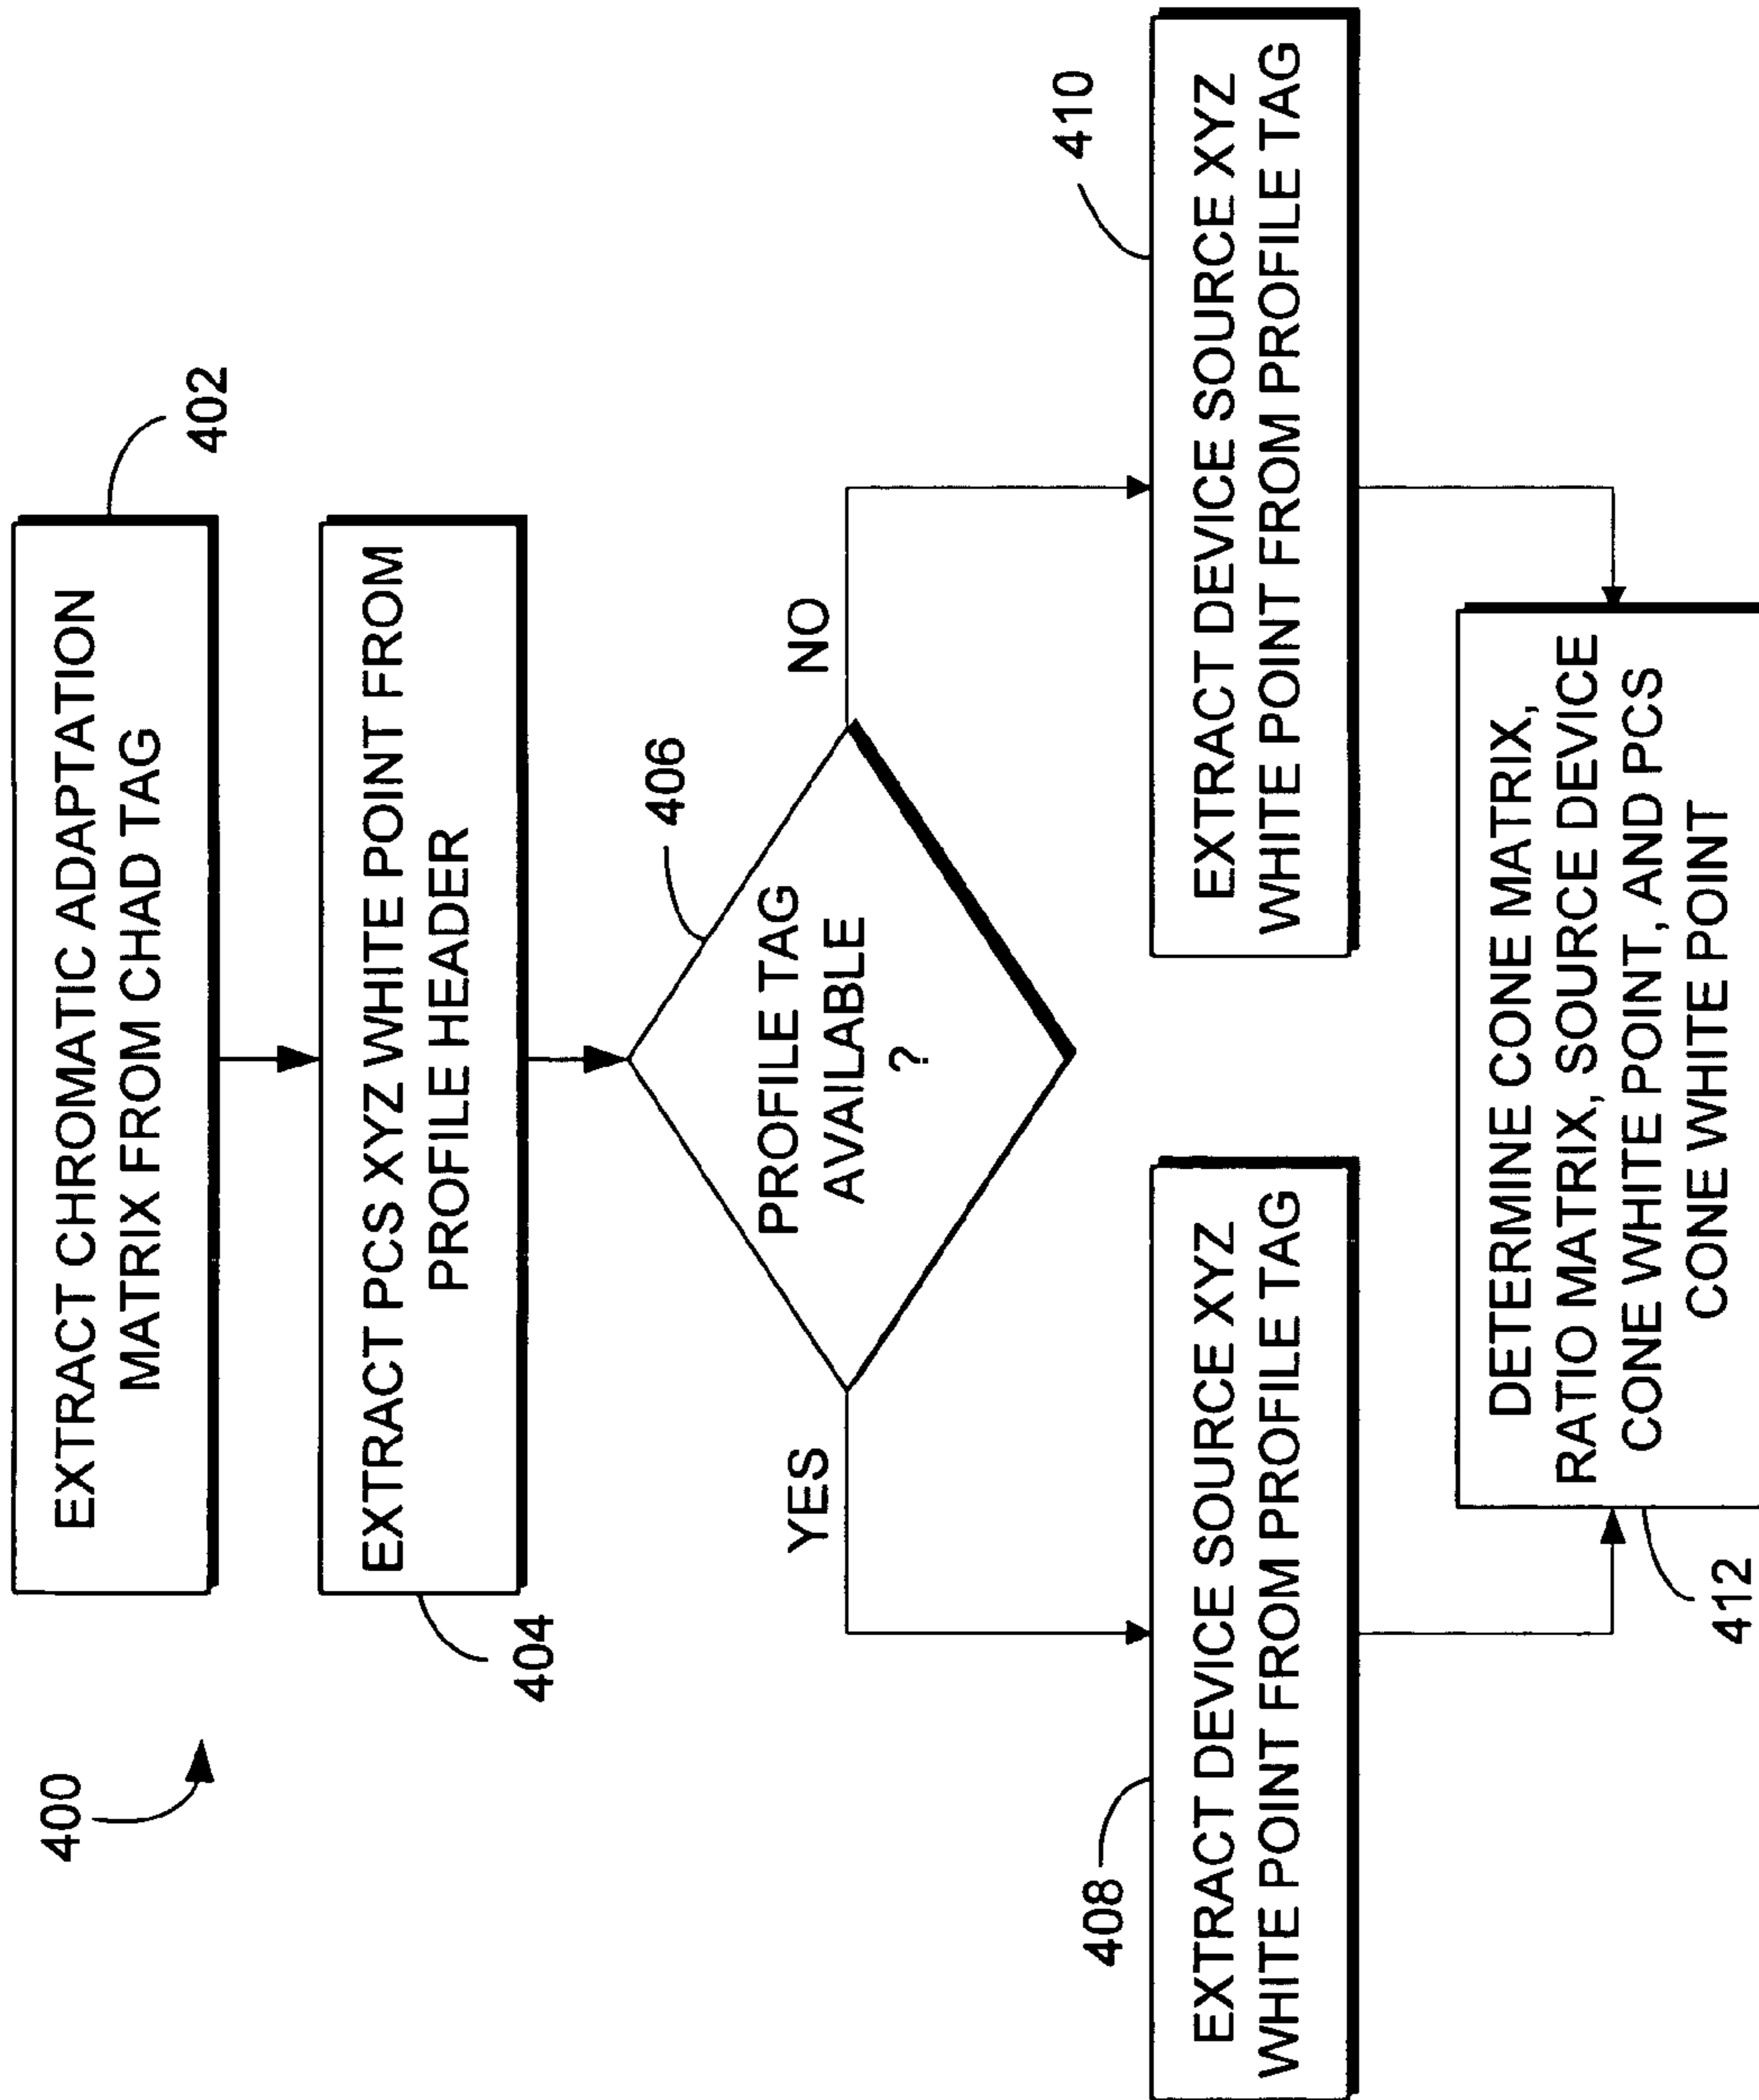 400
EXTRACT CHROMATIC ADAPTATION
MATRIX FROM CHAD TAG
402
EXTRACT PCS XYZ WHITE POINT FROM
PROFILE HEADER
404
PROFILE TAG
AVAILABLE
?
406
YES
NO
408
EXTRACT DEVICE SOURCE XYZ
WHITE POINT FROM PROFILE TAG
410
EXTRACT DEVICE SOURCE XYZ
WHITE POINT FROM PROFILE TAG
DETERMINE CONE MATRIX,
RATIO MATRIX, SOURCE DEVICE
CONE WHITE POINT, AND PCS
CONE WHITE POINT
412